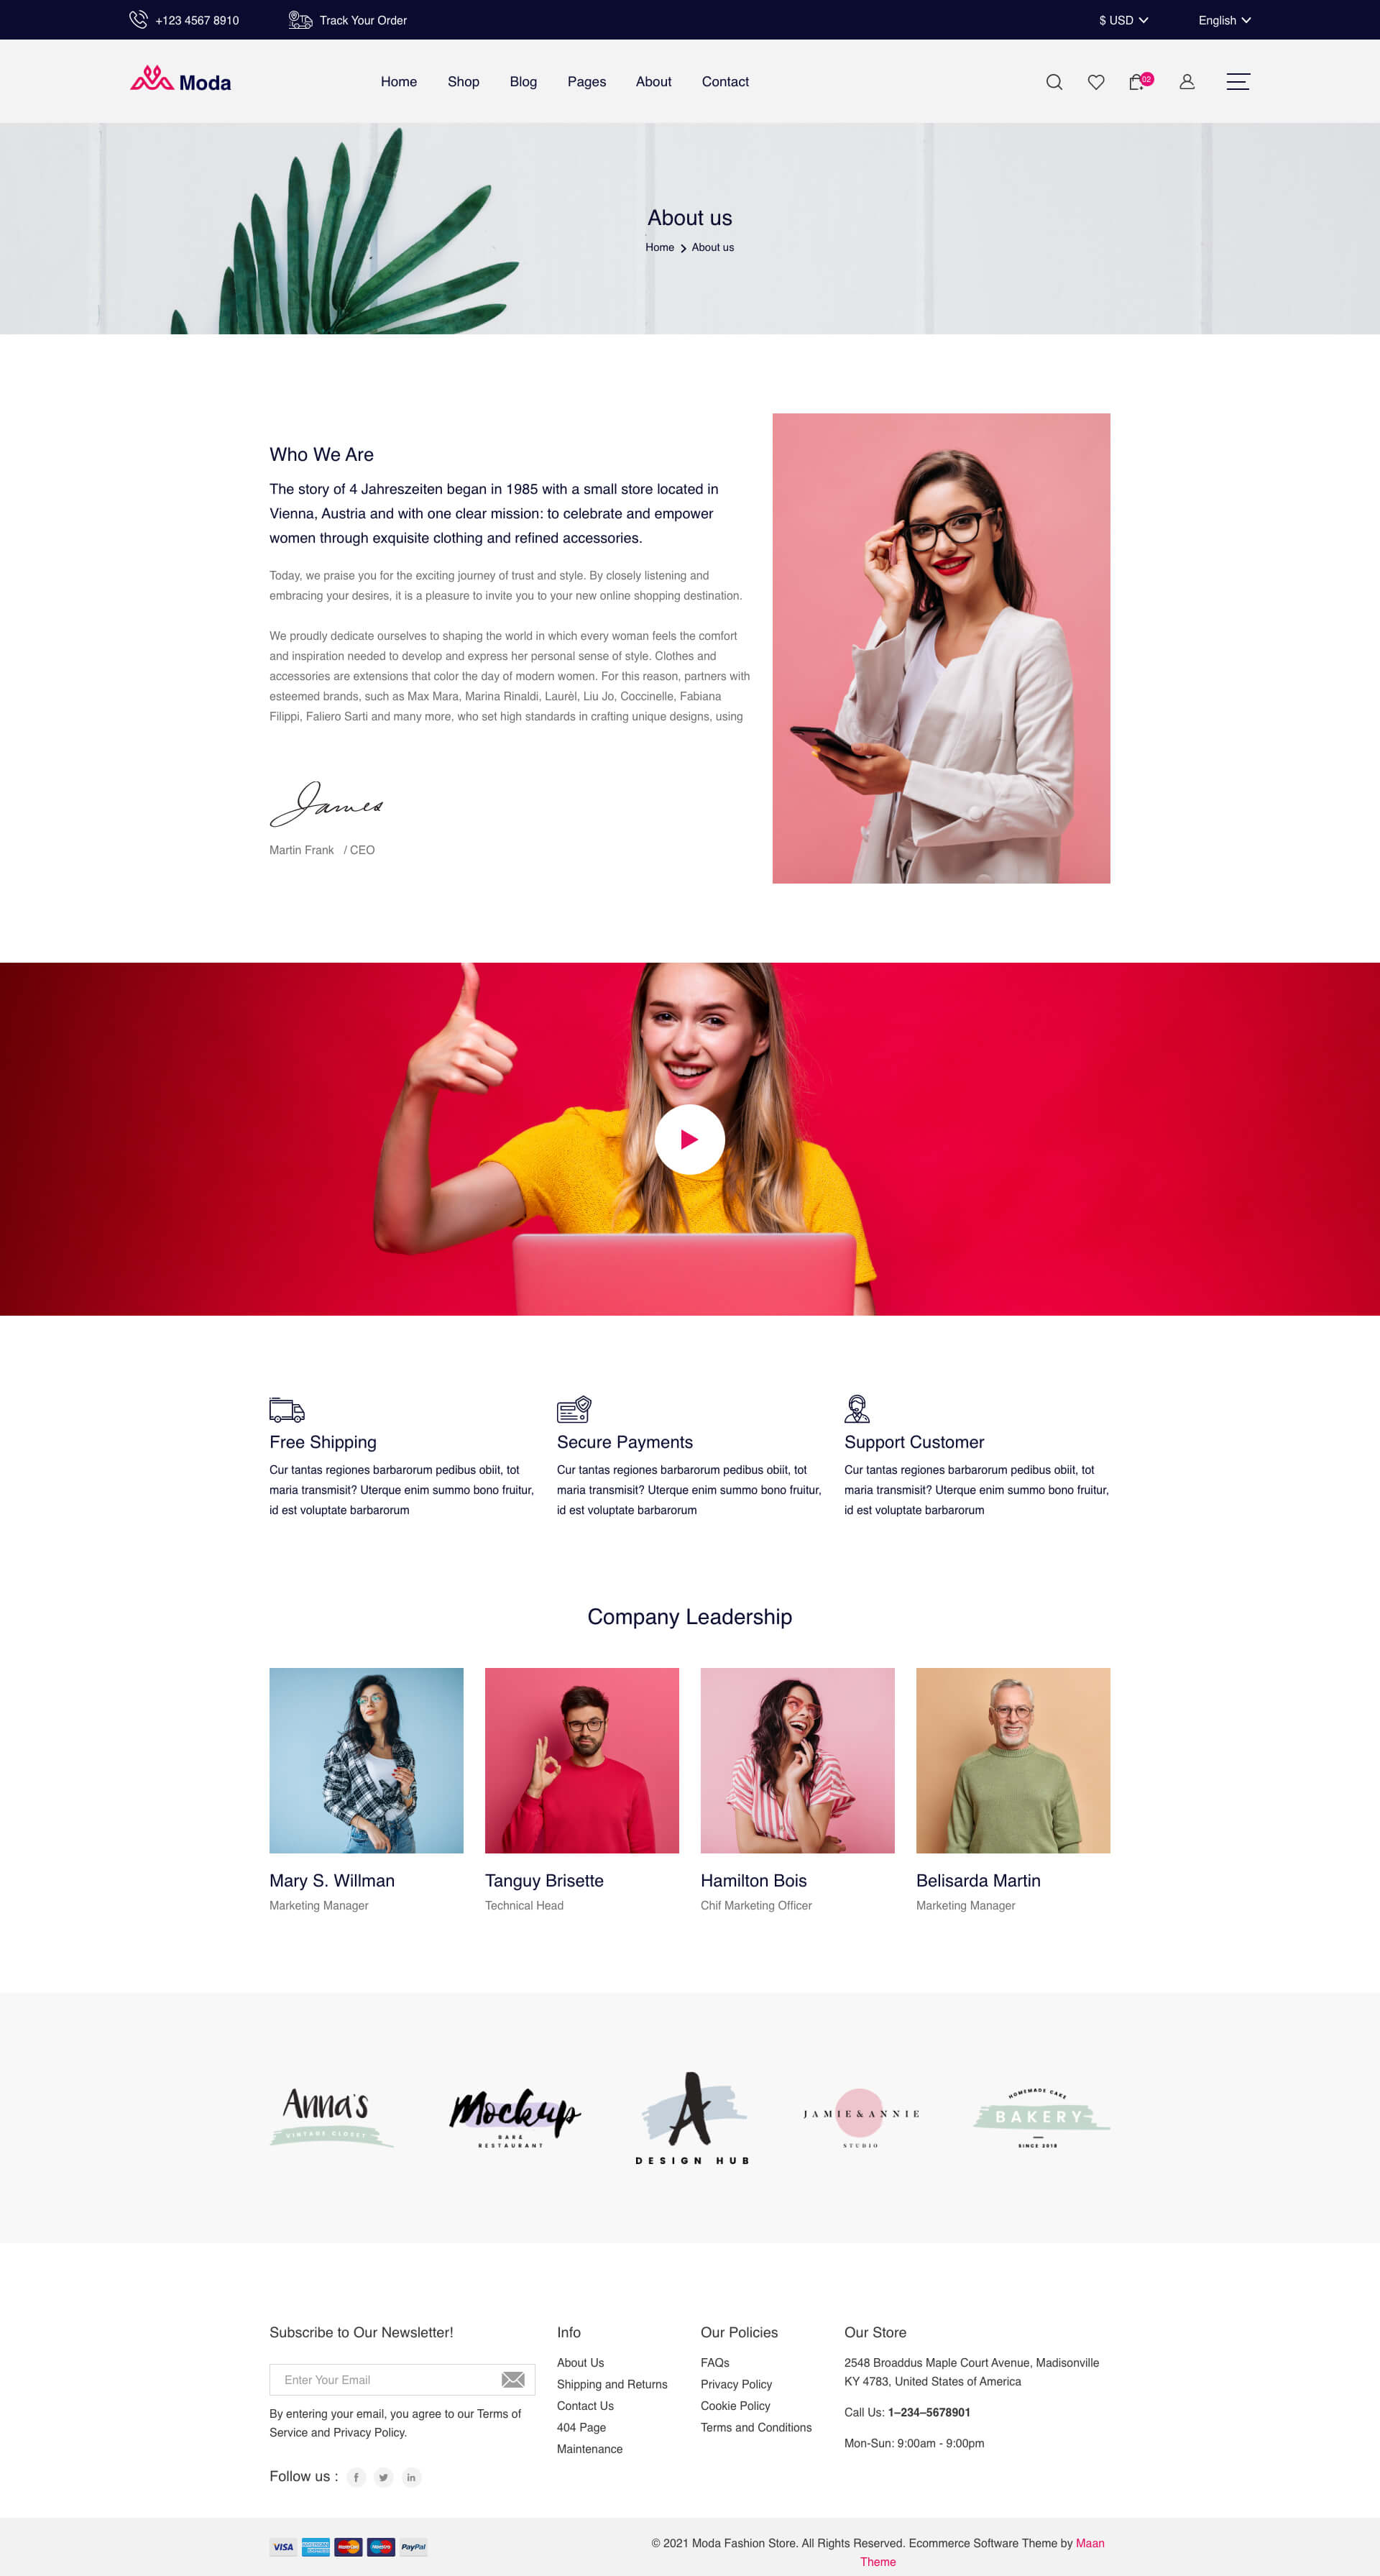 +123 4567 8910
Track Your Order
$ USD
English
Moda
Home
Shop
Blog
Pages
About
Contact
02
About us
Home
About us
Who We Are
The story of 4 Jahreszeiten began in 1985 with a small store located in
Vienna, Austria and with one clear mission: to celebrate and empower
women through exquisite clothing and refined accessories.
Today, we praise you for the exciting journey of trust and style. By closely listening and
embracing your desires, it is a pleasure to invite you to your new online shopping destination.
We proudly dedicate ourselves to shaping the world in which every woman feels the comfort
and inspiration needed to develop and express her personal sense of style. Clothes and
accessories are extensions that color the day of modern women. For this reason, partners with
esteemed brands, such as Max Mara, Marina Rinaldi, Laurèl, Liu Jo, Coccinelle, Fabiana
Filippi, Faliero Sarti and many more, who set high standards in crafting unique designs, using
James
Martin Frank / CEO
Free Shipping
Cur tantas regiones barbarorum pedibus obiit, tot
maria transmisit? Uterque enim summo bono fruitur,
id est voluptate barbarorum
Secure Payments
Cur tantas regiones barbarorum pedibus obiit, tot
maria transmisit? Uterque enim summo bono fruitur,
id est voluptate barbarorum
Support Customer
Cur tantas regiones barbarorum pedibus obiit, tot
maria transmisit? Uterque enim summo bono fruitur,
id est voluptate barbarorum
Company Leadership
Mary S. Willman
Marketing Manager
Tanguy Brisette
Technical Head
Hamilton Bois
Chif Marketing Officer
Belisarda Martin
Marketing Manager
Anna's
VINTAGE CLOSET
Mockup
BAR&
RESTAURANT
A
DESIGN HUB
JAMIE&ANNIE
STUDIO
HOMEMADE CAKE
BAKERY
SINCE 2018
Subscribe to Our Newsletter!
Enter Your Email
By entering your email, you agree to our Terms of
Service and Privacy Policy.
Follow us :
f
in
Info
About Us
Shipping and Returns
Contact Us
404 Page
Maintenance
Our Policies
FAQs
Privacy Policy
Cookie Policy
Terms and Conditions
Our Store
2548 Broaddus Maple Court Avenue, Madisonville
KY 4783, United States of America
Call Us: 1–234–5678901
Mon-Sun: 9:00am - 9:00pm
VISA
AMERICAN EXPRESS
MasterCard
Maestro
PayPal
© 2021 Moda Fashion Store. All Rights Reserved. Ecommerce Software Theme by Maan
Theme